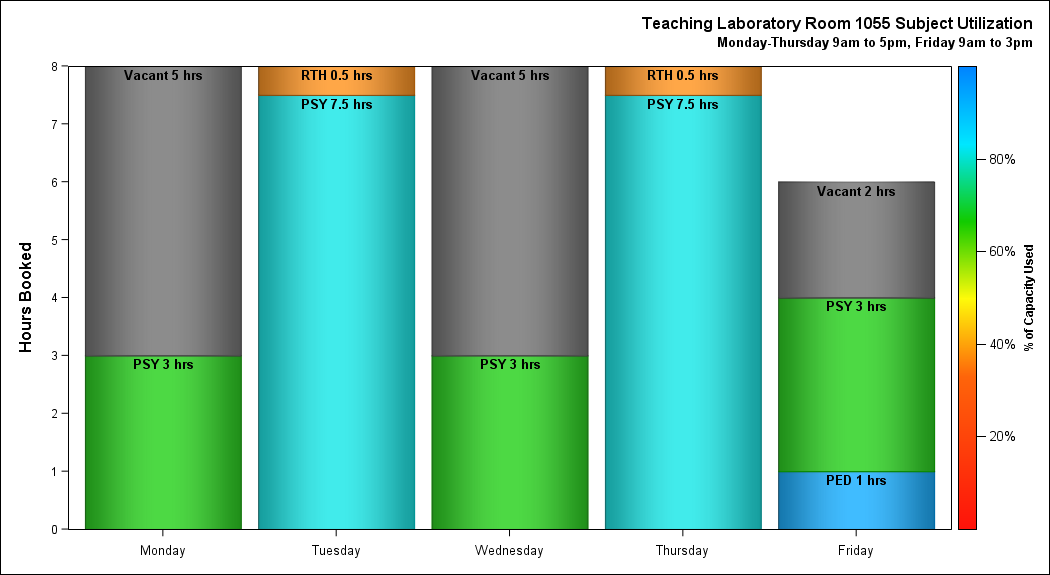 Teaching Laboratory Room 1055 Subject Utilization
Monday-Thursday 9am to 5pm, Friday 9am to 3pm
Hours Booked
8
7
6
5
4
3
2
1
0
Vacant 5 hrs
PSY 3 hrs
RTH 0.5 hrs
PSY 7.5 hrs
Vacant 5 hrs
PSY 3 hrs
RTH 0.5 hrs
PSY 7.5 hrs
Vacant 2 hrs
PSY 3 hrs
PED 1 hrs
Monday
Tuesday
Wednesday
Thursday
Friday
80%
60%
40%
20%
% of Capacity Used